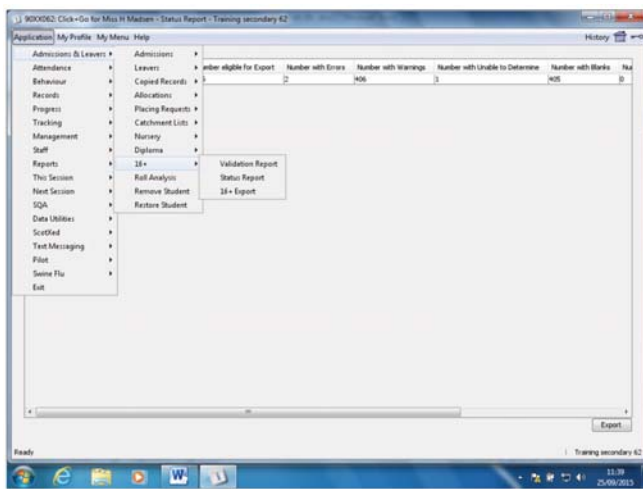 90XX062: Click+Go for Miss H Madsen - Status Report - Training secondary 62
Application My Profile My Menu Help
History
Admissions & Leavers
Attendance
Behaviour
Records
Progress
Tracking
Management
Staff
Reports
This Session
Next Session
SQA
Data Utilities
ScotXed
Text Messaging
Pilot
Swine Flu
Exit
Admissions
Leavers
Copied Records
Allocations
Placing Requests
Catchment Lists
Nursery
Diploma
16+
Roll Analysis
Remove Student
Restore Student
Validation Report
Status Report
16+ Export
eligible for Export Number with Errors Number with Warnings Number with Unable to Determine Number with Blanks
2 406 1 405 0
Export
Ready
Training secondary 62
11:39
25/09/2015